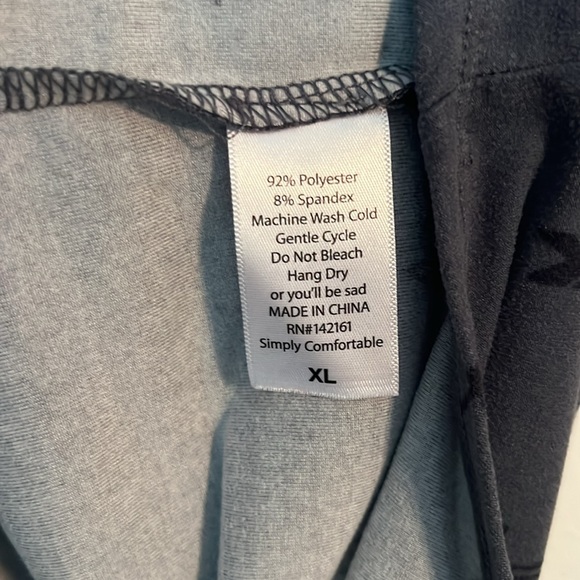 92% Polyester
8% Spandex
Machine Wash Cold
Gentle Cycle
Do Not Bleach
Hang Dry
or you'll be sad
MADE IN CHINA
RN#142161
Simply Comfortable
XL